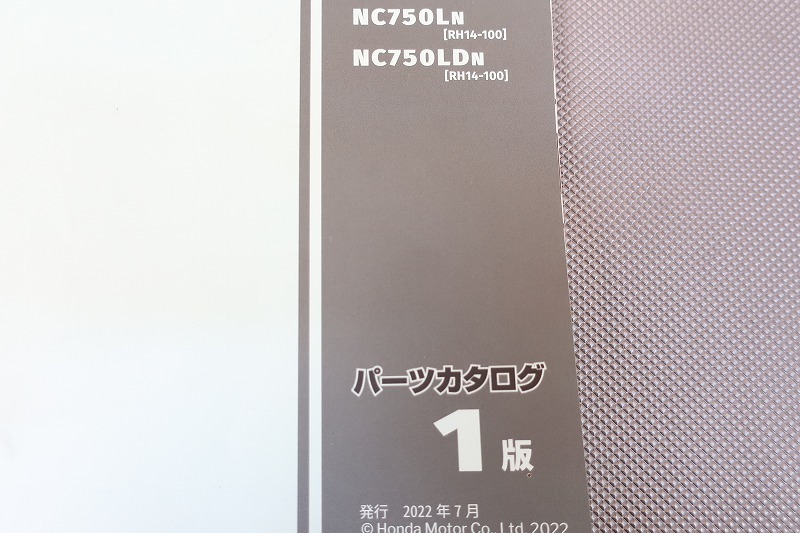 NC750LN
[RH14-100]
NC750LDN
[RH14-100]
パーツカタログ
1版
発行 2022年7月
© Honda Motor Co., Ltd. 2022